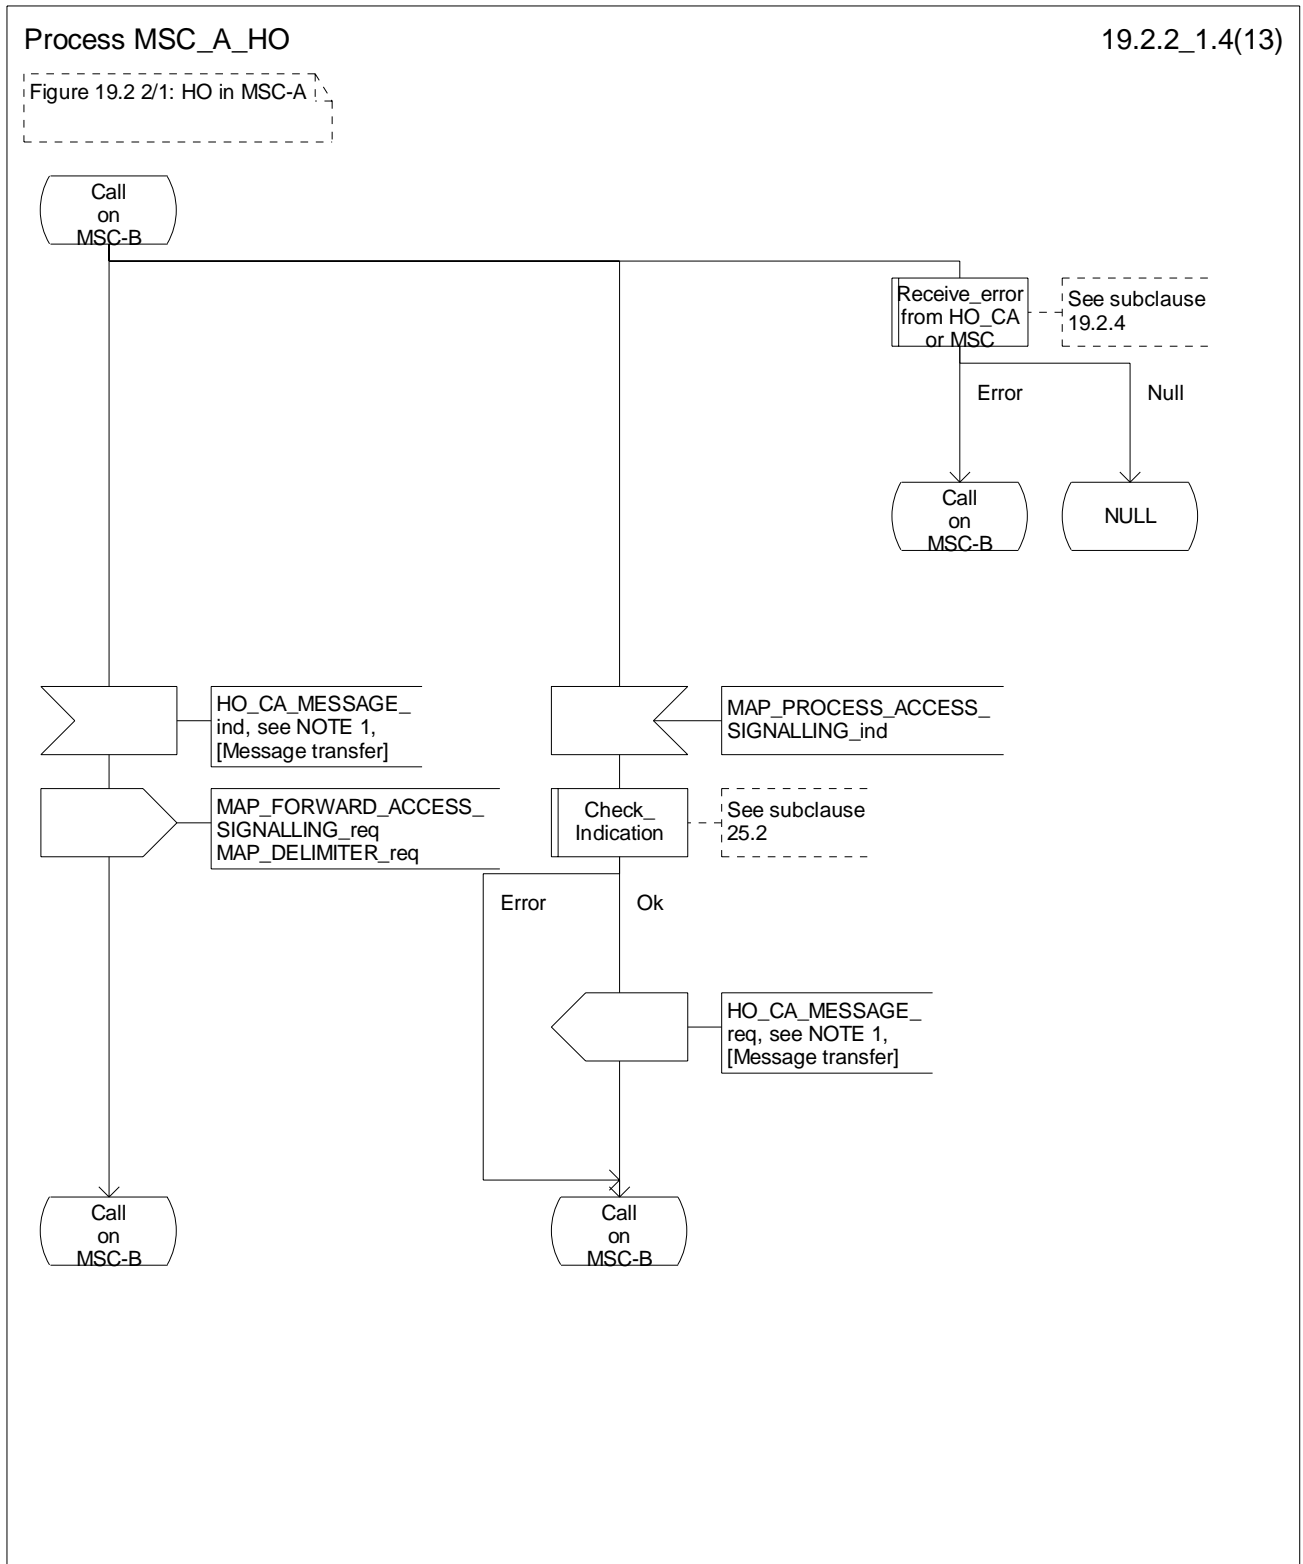 Process MSC_A_HO
19.2.2_1.4(13)
Figure 19.2 2/1: HO in MSC-A
Call
on
MSC-B
Receive_error
from HO_CA
or MSC
See subclause
19.2.4
Error
Null
Call
on
MSC-B
NULL
HO_CA_MESSAGE_
ind, see NOTE 1,
[Message transfer]
MAP_PROCESS_ACCESS_
SIGNALLING_ind
MAP_FORWARD_ACCESS_
SIGNALLING_req
MAP_DELIMITER_req
Check_
Indication
See subclause
25.2
Error
Ok
HO_CA_MESSAGE_
req, see NOTE 1,
[Message transfer]
Call
on
MSC-B
Call
on
MSC-B